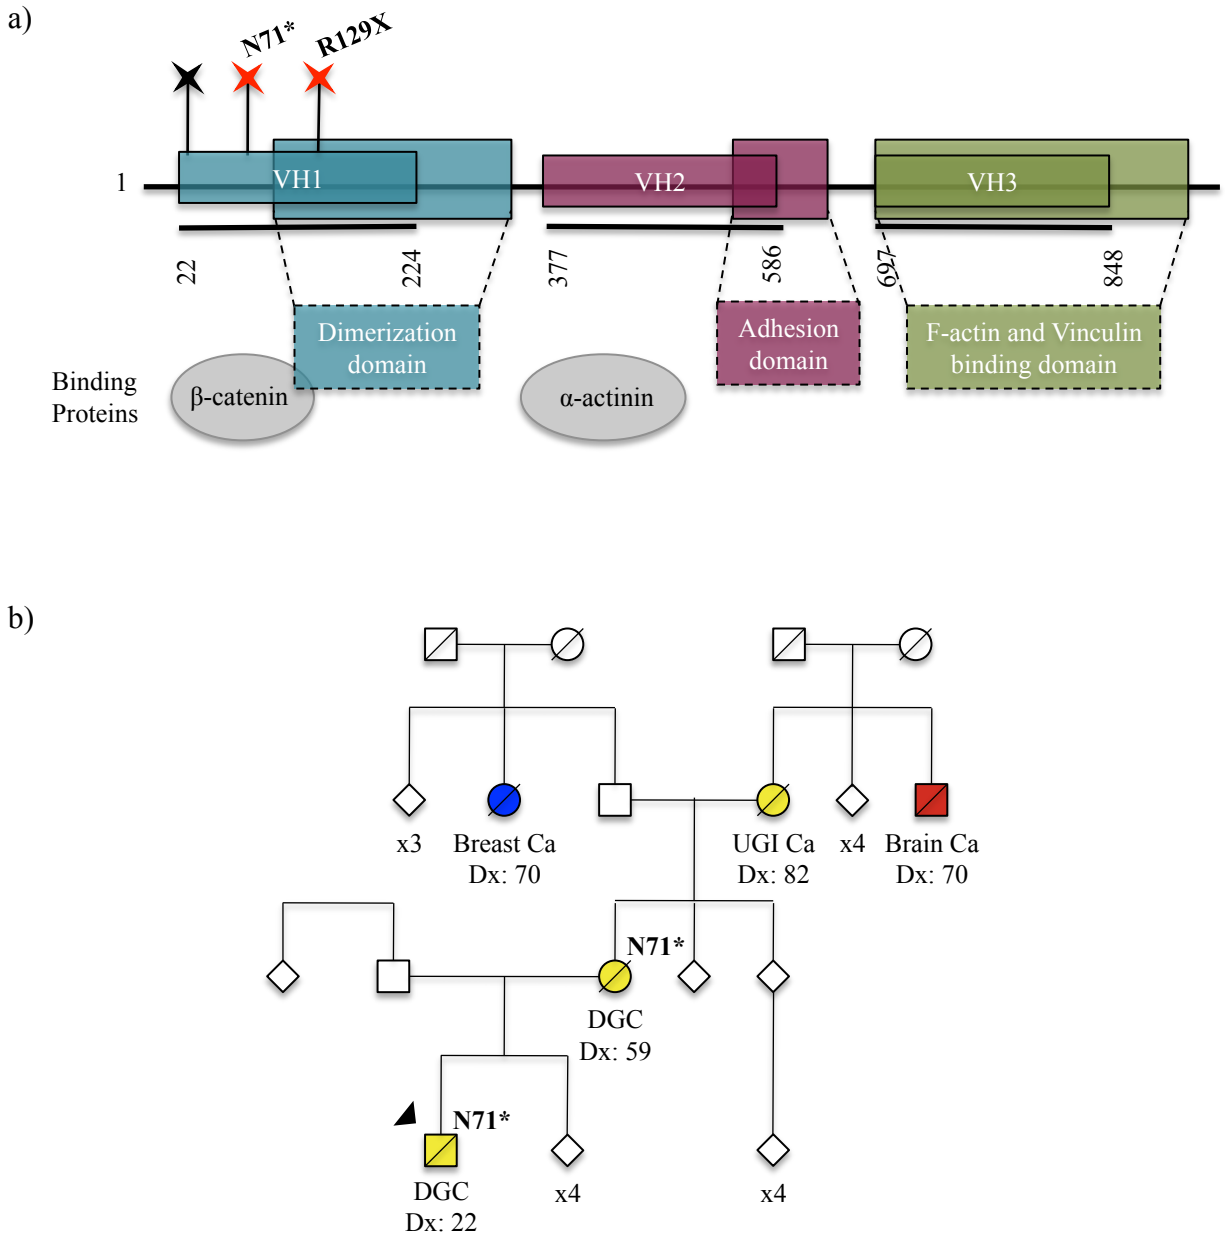 a)
N71*
R129X
1
VH1
VH2
VH3
22
224
377
586
697
848
Dimerization
domain
Adhesion
domain
F-actin and Vinculin
binding domain
Binding
Proteins
β-catenin
α-actinin
b)
x3
Breast Ca
Dx: 70
UGI Ca
Dx: 82
x4
Brain Ca
Dx: 70
N71*
DGC
Dx: 59
N71*
DGC
Dx: 22
x4
x4